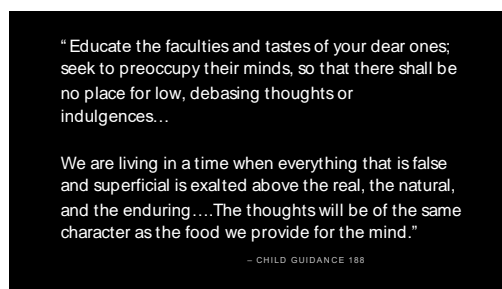 “Educate the faculties and tastes of your dear ones;
seek to preoccupy their minds, so that there shall be
no place for low, debasing thoughts or
indulgences…
We are living in a time when everything that is false
and superficial is exalted above the real, the natural,
and the enduring….The thoughts will be of the same
character as the food we provide for the mind.”
– CHILD GUIDANCE 188